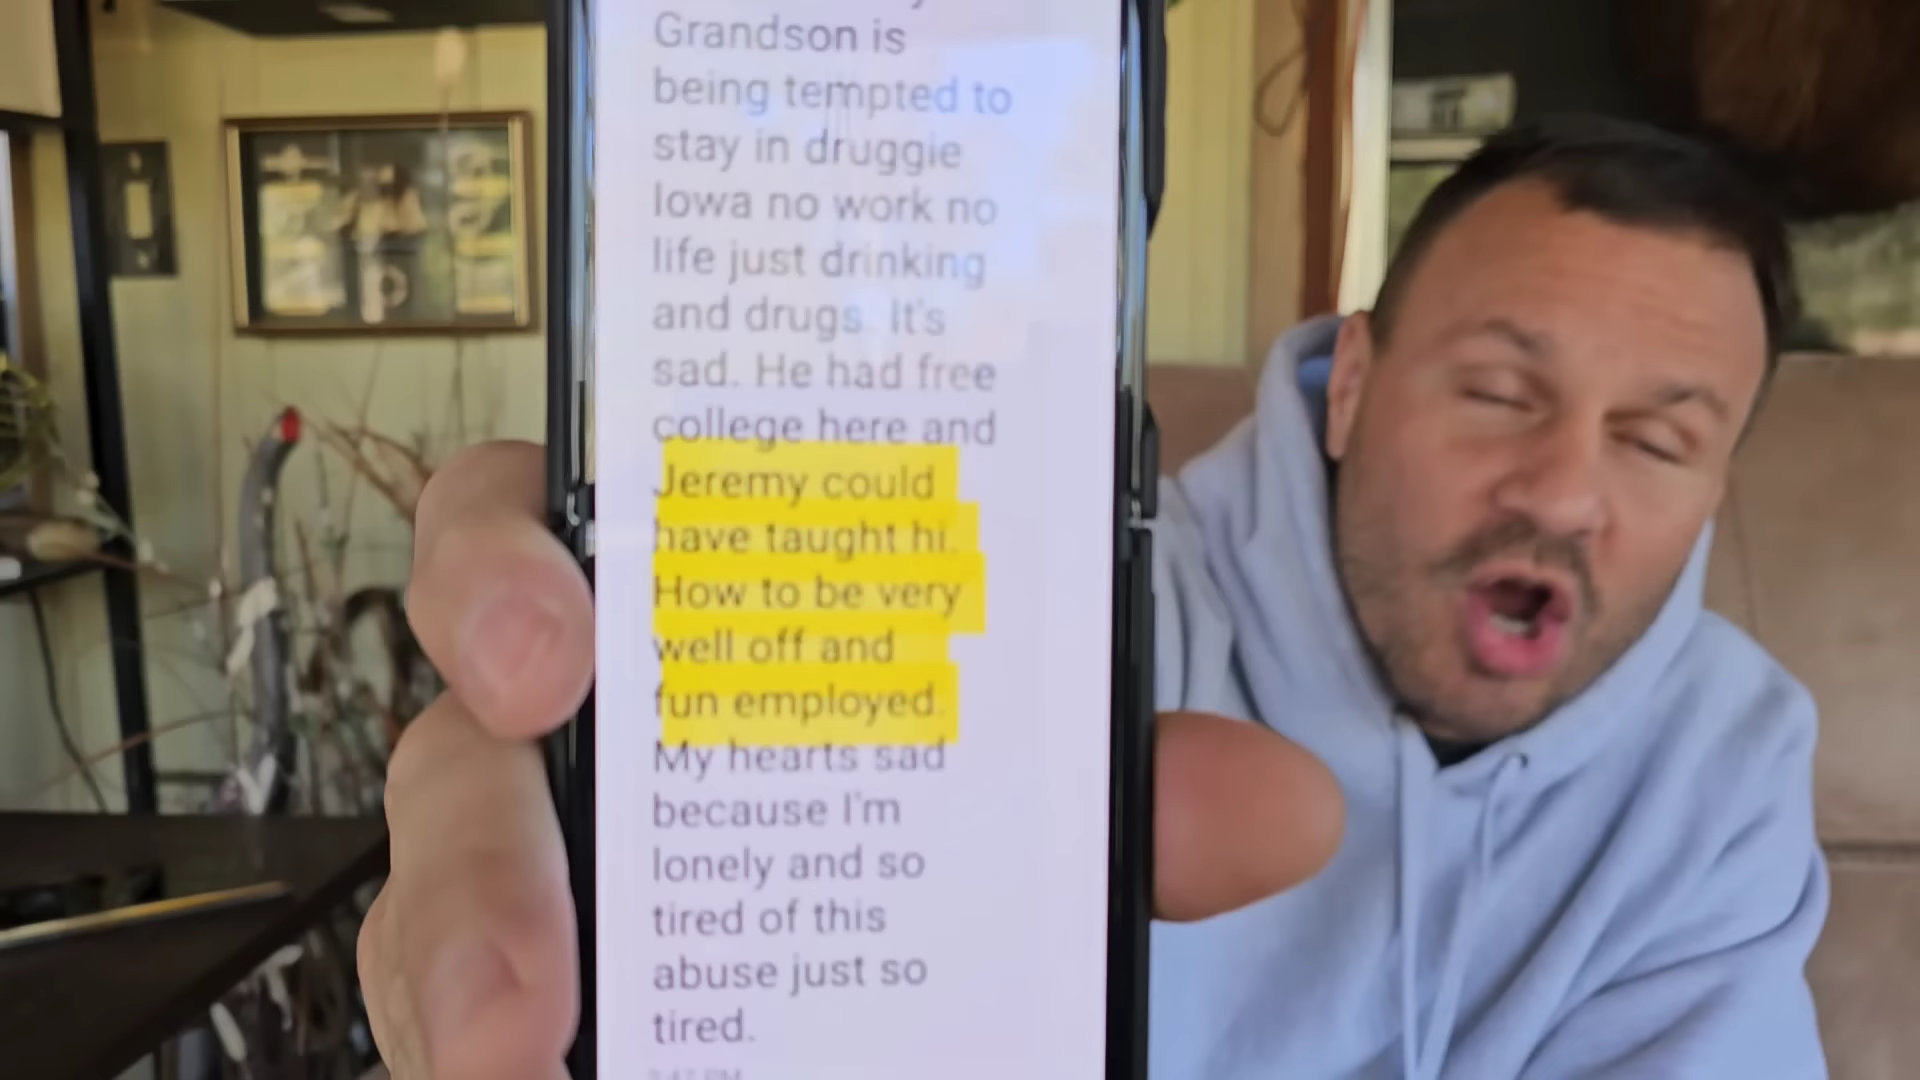 Grandson is
being tempted to
stay in druggie
Iowa no work no
life just drinking
and drugs. It's
sad. He had free
college here and
Jeremy could
have taught hi.
How to be very
well off and
fun employed.
My hearts sad
because I'm
lonely and so
tired of this
abuse just so
tired.